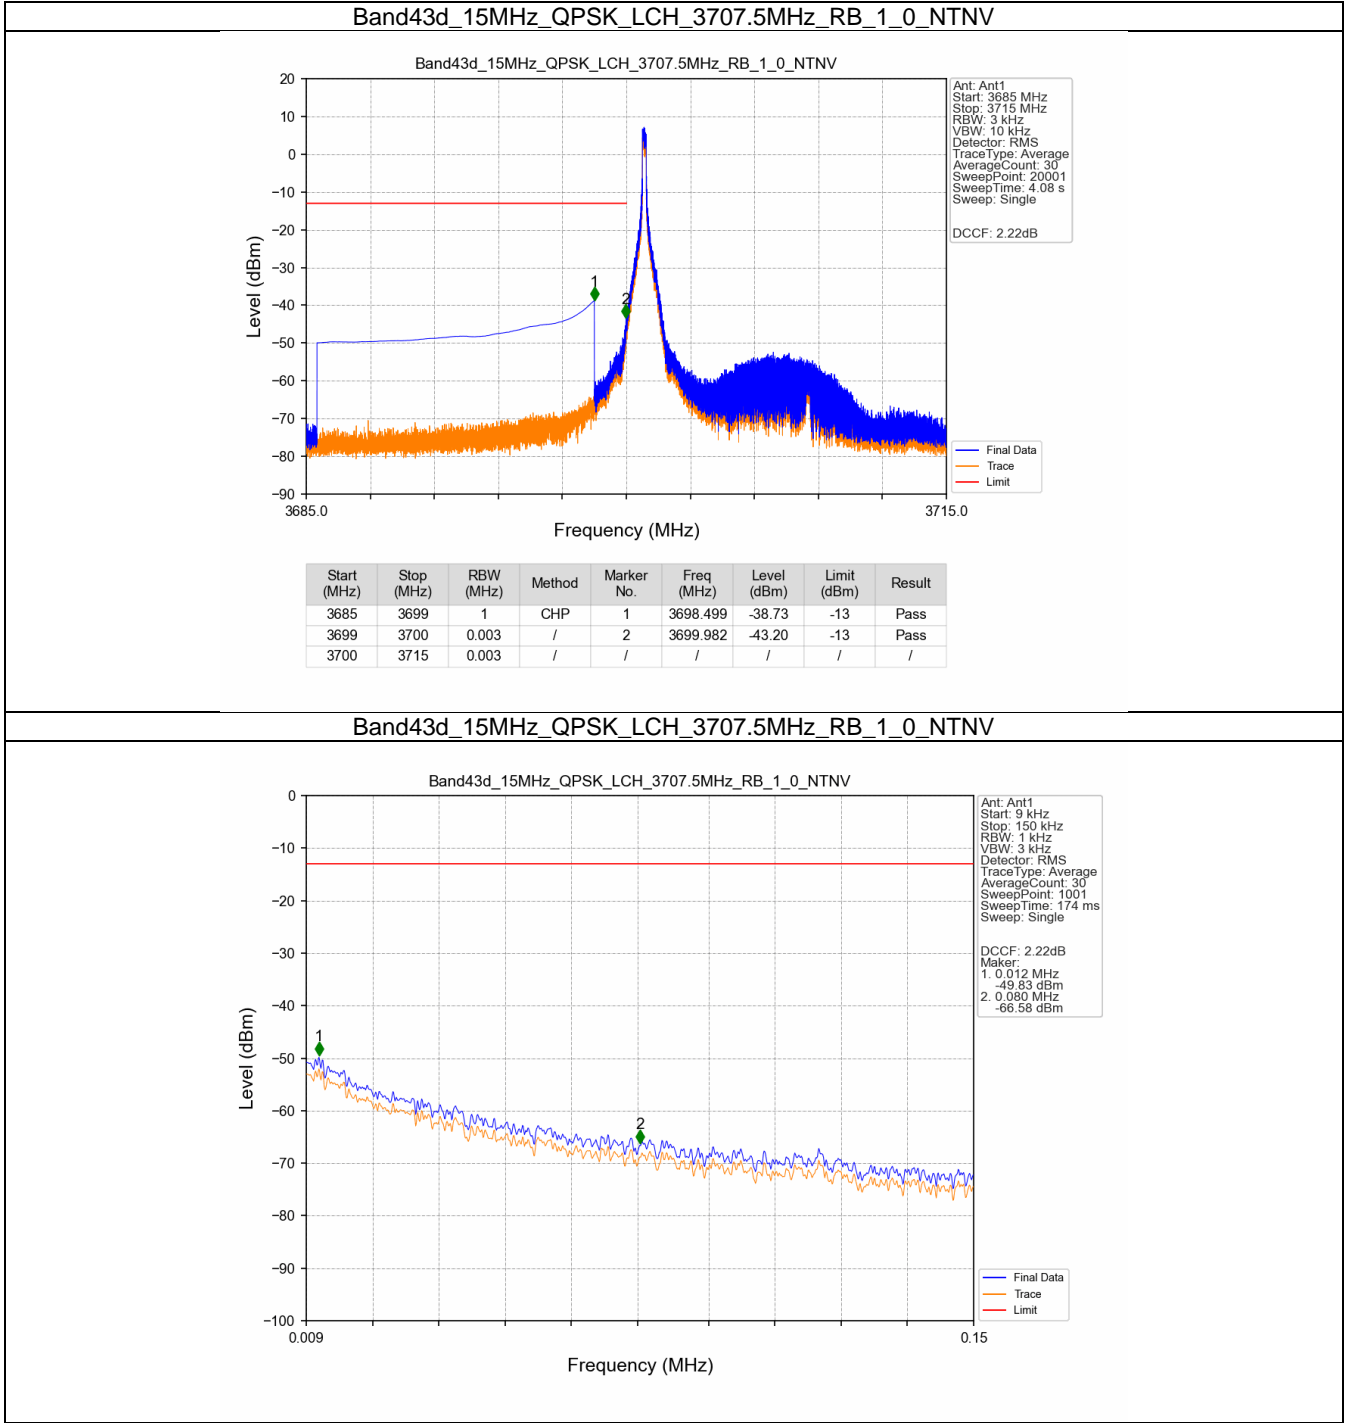 Band43d_15MHz_QPSK_LCH_3707.5MHz_RB_1_0_NTNV
Band43d_15MHz_QPSK_LCH_3707.5MHz_RB_1_0_NTNV
20
10
0
−10
−20
−30
−40
−50
−60
−70
−80
−90
Level (dBm)
3685.0
3715.0
Frequency (MHz)
1
2
Ant: Ant1
Start: 3685 MHz
Stop: 3715 MHz
RBW: 3 kHz
VBW: 10 kHz
Detector: RMS
TraceType: Average
AverageCount: 30
SweepPoint: 20001
SweepTime: 4.08 s
Sweep: Single
DCCF: 2.22dB
Final Data
Trace
Limit
Start (MHz) Stop (MHz) RBW (MHz) Method Marker No. Freq (MHz) Level (dBm) Limit (dBm) Result
3685 3699 1 CHP 1 3698.499 -38.73 -13 Pass
3699 3700 0.003 / 2 3699.982 -43.20 -13 Pass
3700 3715 0.003 / / / / / /
Band43d_15MHz_QPSK_LCH_3707.5MHz_RB_1_0_NTNV
Band43d_15MHz_QPSK_LCH_3707.5MHz_RB_1_0_NTNV
0
−10
−20
−30
−40
−50
−60
−70
−80
−90
−100
Level (dBm)
0.009
0.15
Frequency (MHz)
1
2
Ant: Ant1
Start: 9 kHz
Stop: 150 kHz
RBW: 1 kHz
VBW: 3 kHz
Detector: RMS
TraceType: Average
AverageCount: 30
SweepPoint: 1001
SweepTime: 174 ms
Sweep: Single
DCCF: 2.22dB
Maker:
1. 0.012 MHz
-49.83 dBm
2. 0.080 MHz
-66.58 dBm
Final Data
Trace
Limit